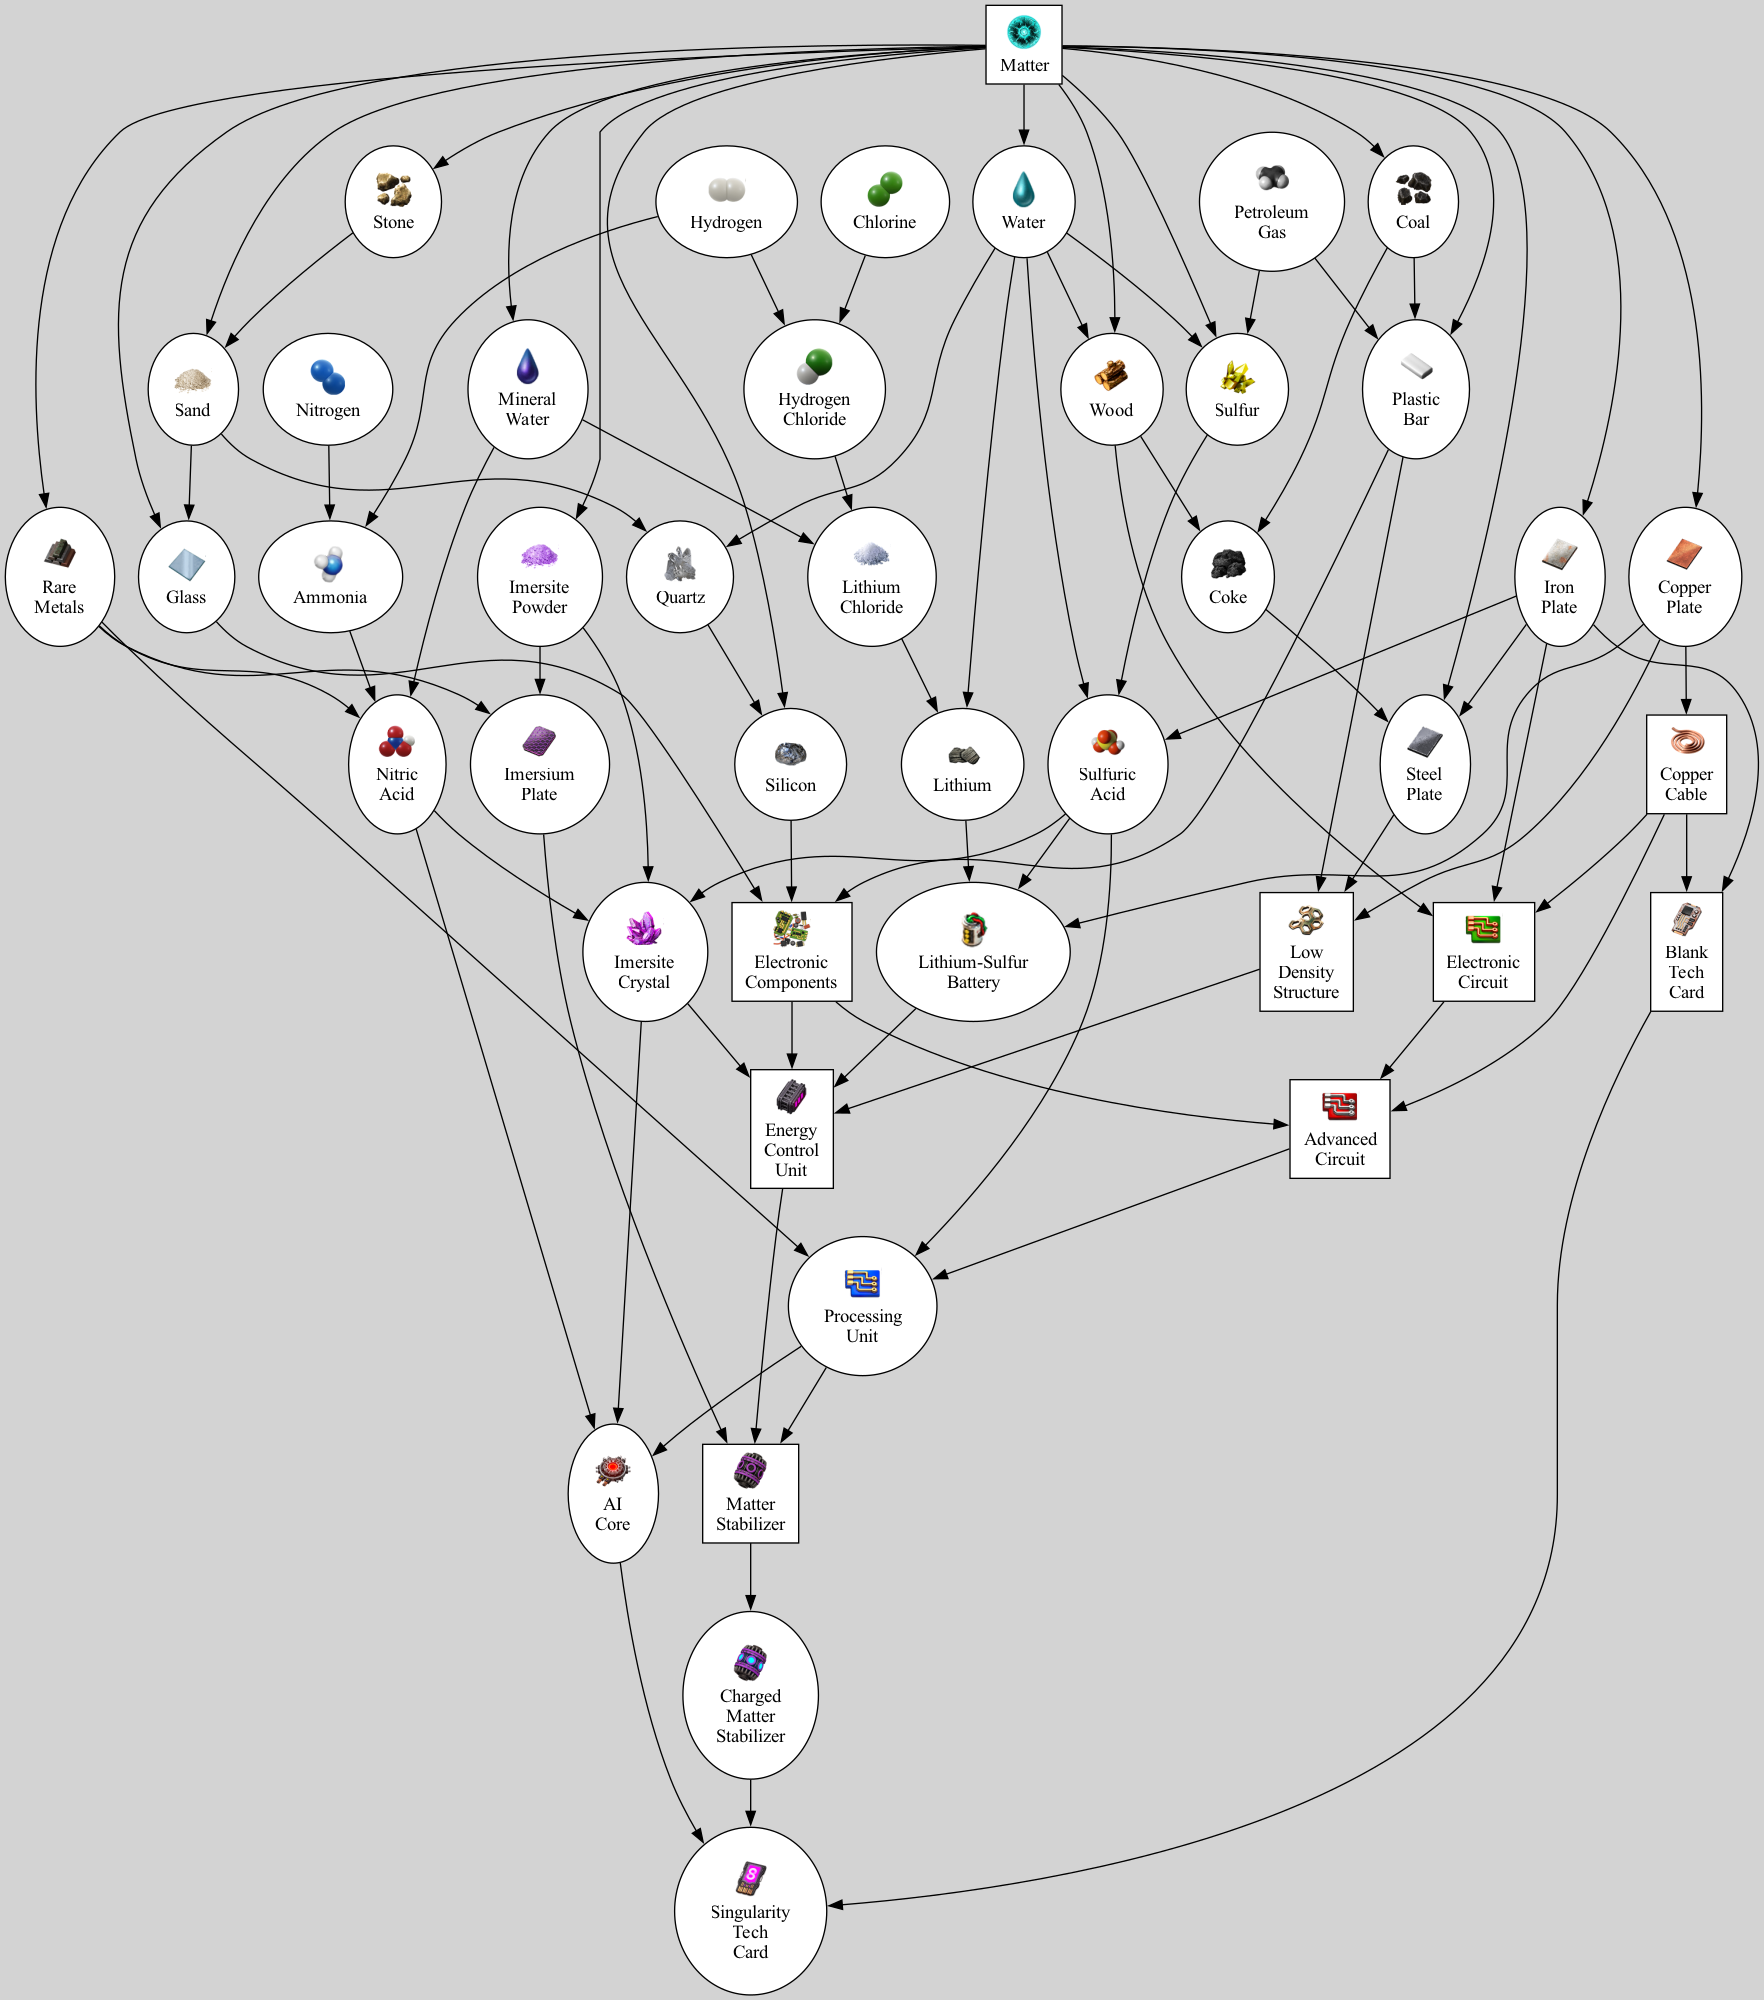 Matter
Stone
Hydrogen
Chlorine
Water
Petroleum
Gas
Coal
Sand
Nitrogen
Mineral
Water
Hydrogen
Chloride
Wood
Sulfur
Plastic
Bar
Rare
Metals
Glass
Ammonia
Imersite
Powder
Quartz
Lithium
Chloride
Coke
Iron
Plate
Copper
Plate
Nitric
Acid
Imersium
Plate
Silicon
Lithium
Sulfuric
Acid
Steel
Plate
Copper
Cable
Imersite
Crystal
Electronic
Components
Lithium-Sulfur
Battery
Low
Density
Structure
Electronic
Circuit
Blank
Tech
Card
Energy
Control
Unit
Advanced
Circuit
Processing
Unit
AI
Core
Matter
Stabilizer
Charged
Matter
Stabilizer
S
Singularity
Tech
Card